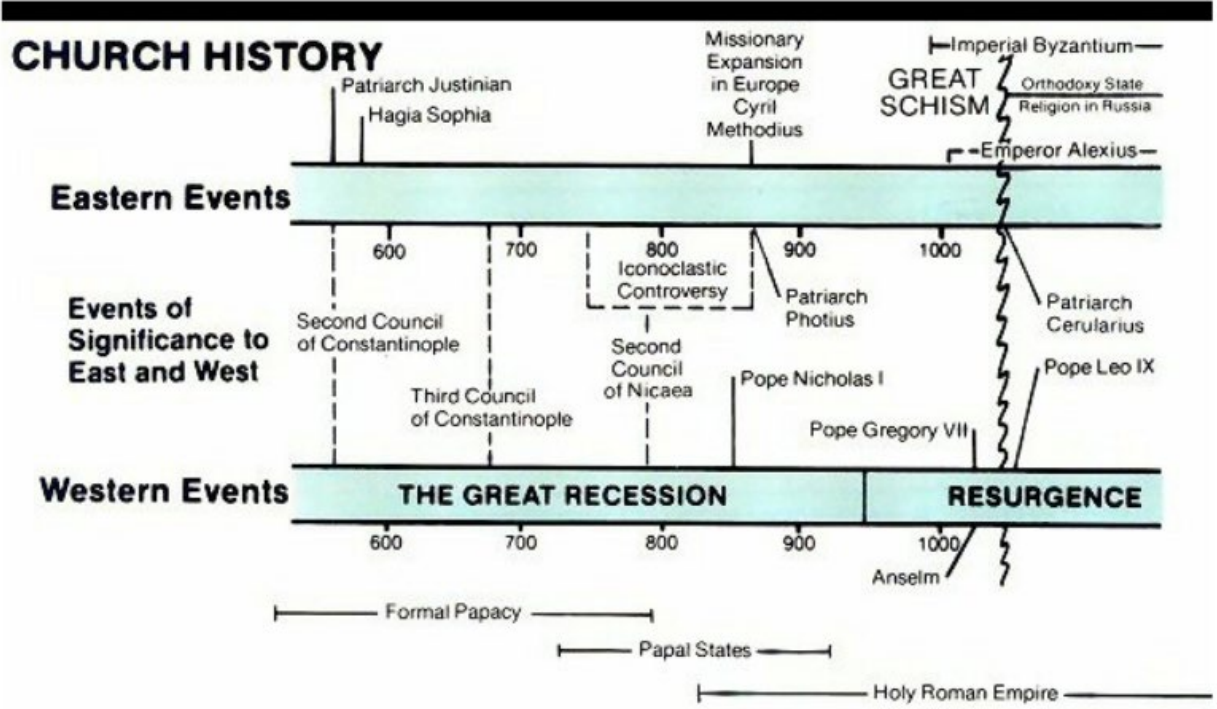 CHURCH HISTORY
Patriarch Justinian
Hagia Sophia
Missionary
Expansion
in Europe
Cyril
Methodius
Imperial Byzantium
GREAT
SCHISM
Orthodoxy State
Religion in Russia
Emperor Alexius
Eastern Events
600 700 800 900 1000
Iconoclastic
Controversy
Patriarch
Photius
Patriarch
Cerularius
Events of
Significance to
East and West
Second Council
of Constantinople
Third Council
of Constantinople
Second
Council
of Nicaea
Pope Nicholas I
Pope Leo IX
Pope Gregory VII
Western Events
THE GREAT RECESSION
RESURGENCE
600 700 800 900 1000
Anselm
Formal Papacy
Papal States
Holy Roman Empire